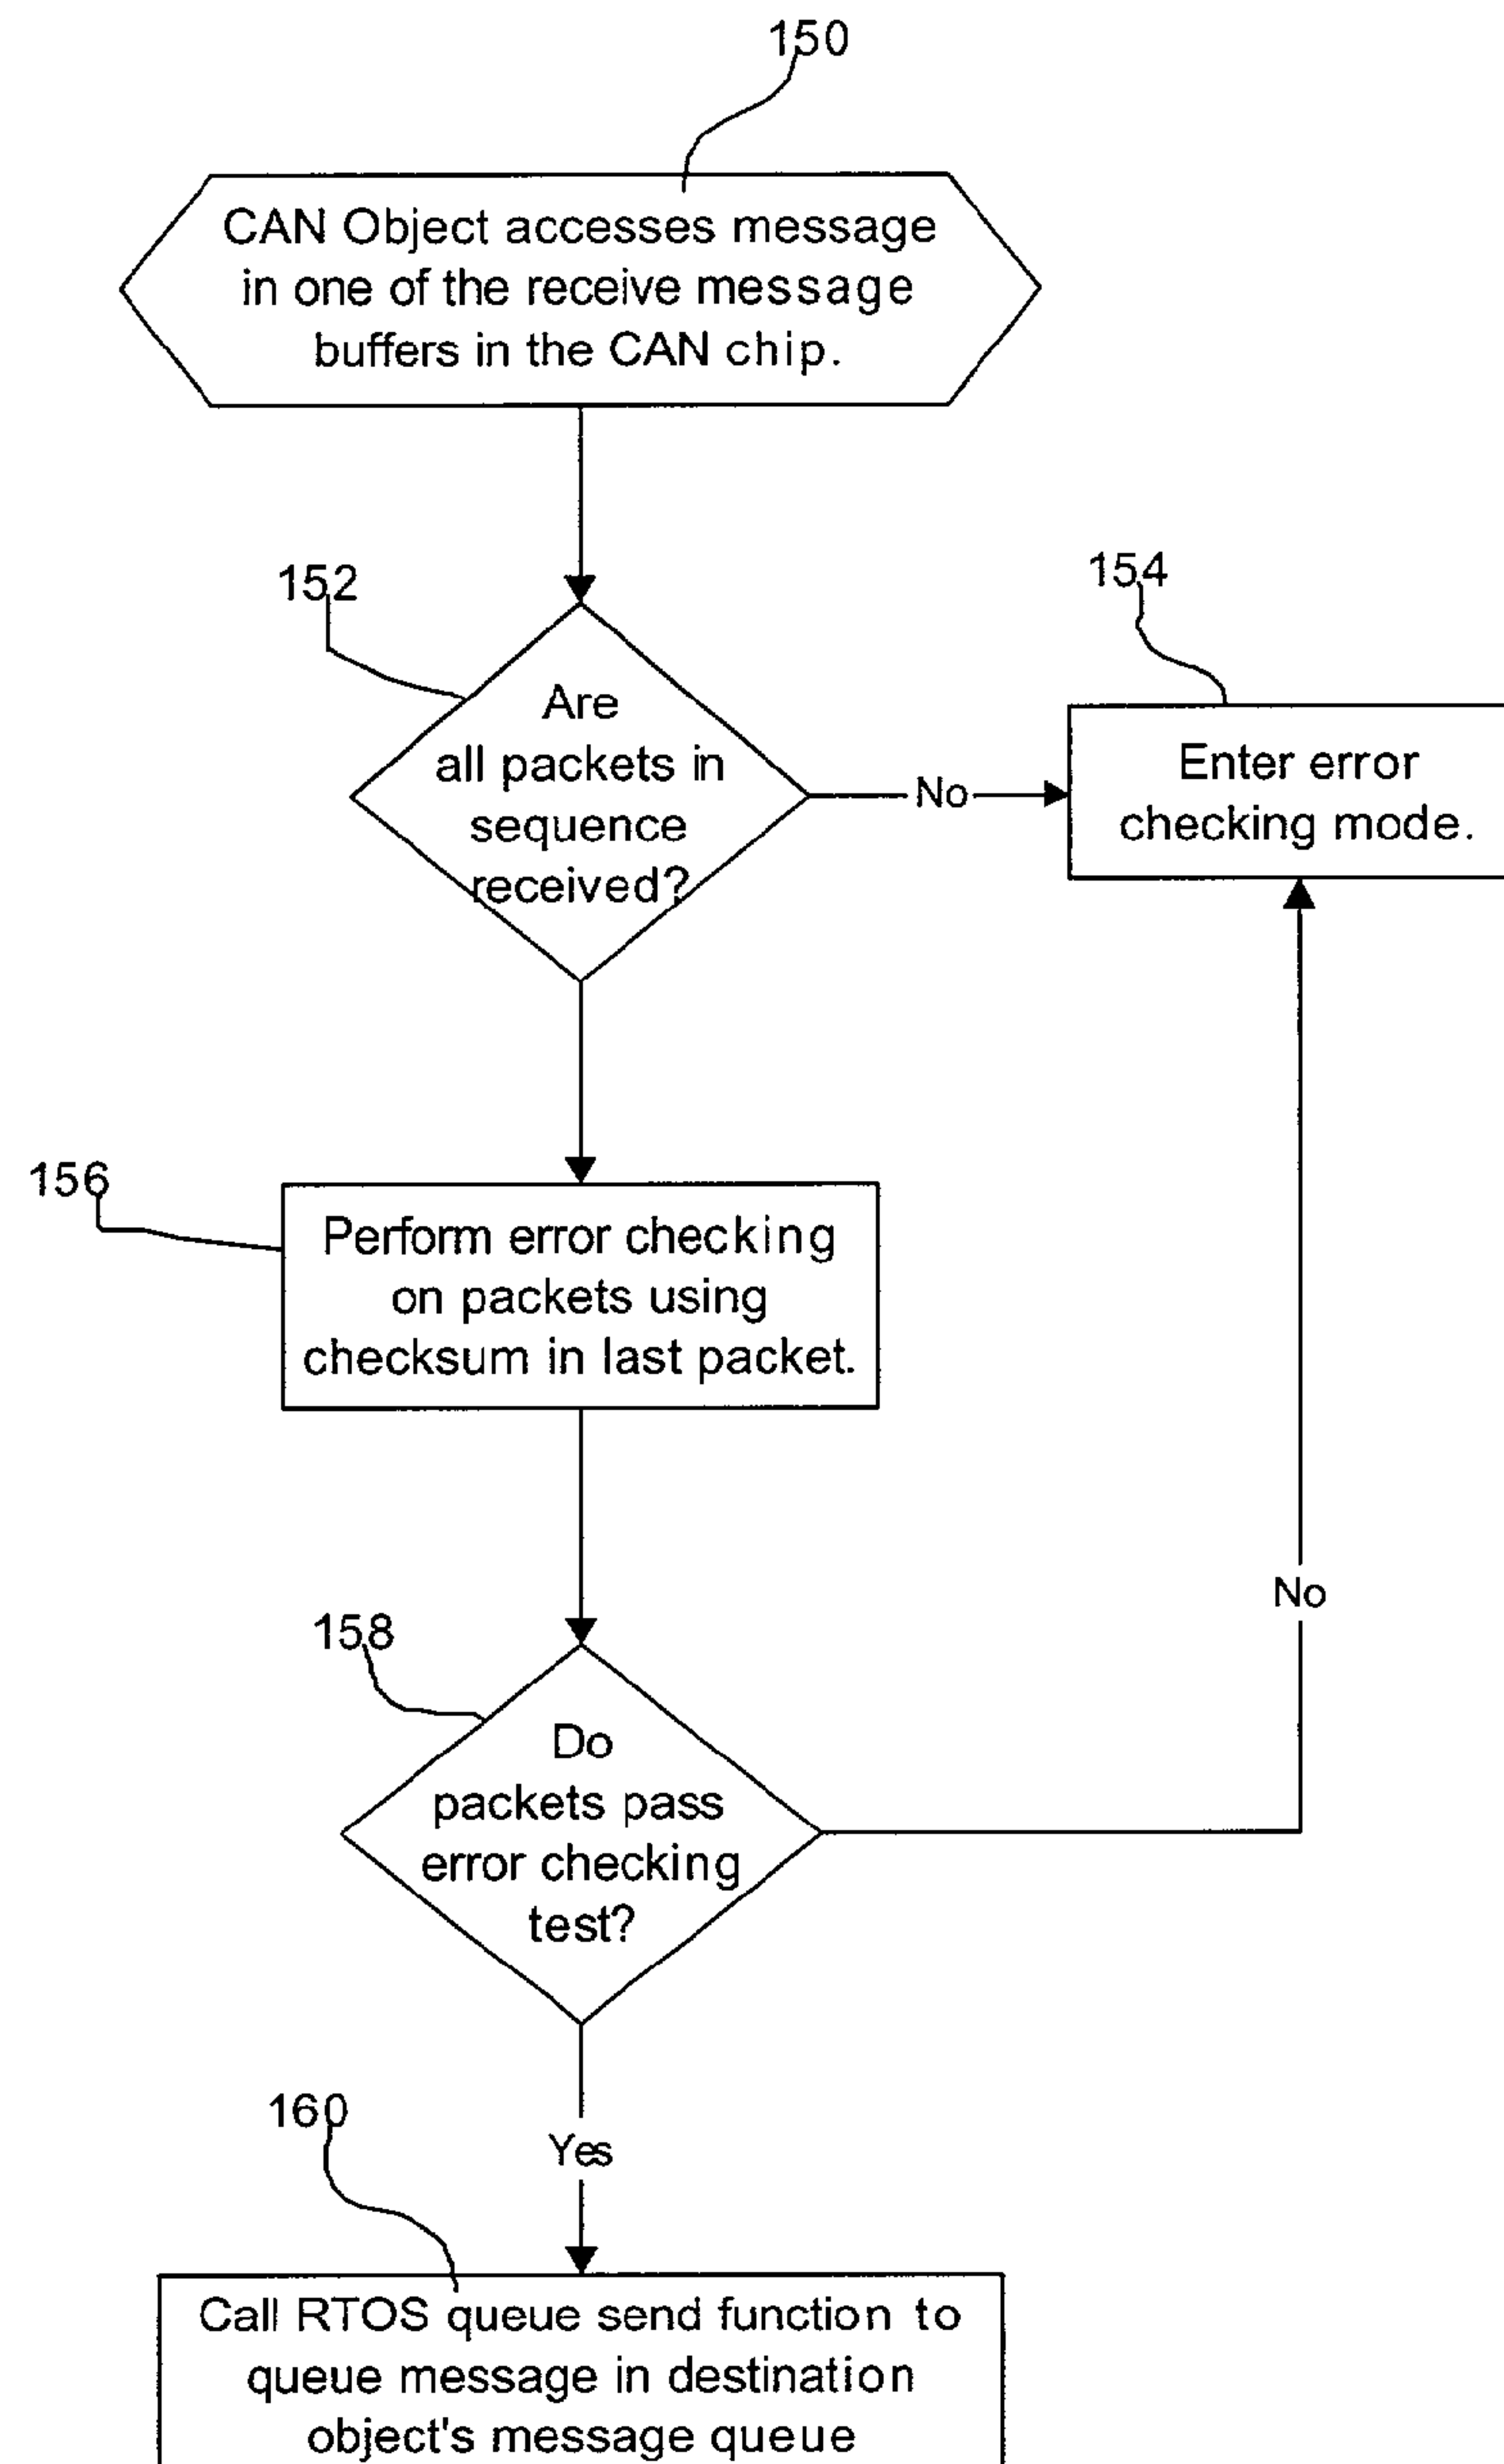 150
CAN Object accesses message
in one of the receive message
buffers in the CAN chip.
152
154
Are
all packets in
sequence
received?
No
Enter error
checking mode.
156
Perform error checking
on packets using
checksum in last packet.
No
158
Do
packets pass
error checking
test?
160
Yes
Call RTOS queue send function to
queue message in destination
object's message queue